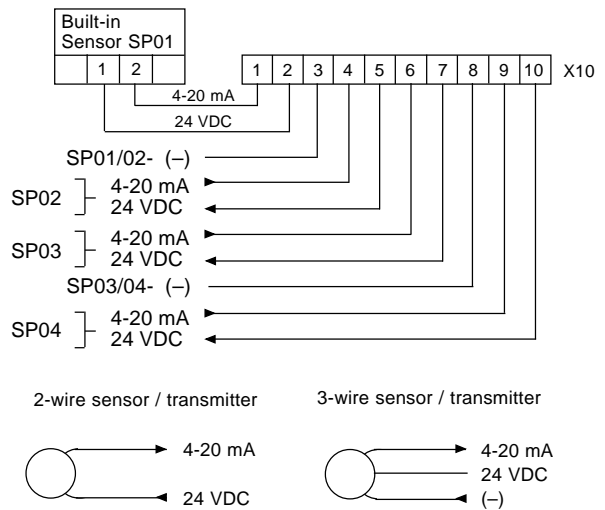 Built-in
Sensor SP01
1 2
1 2 3 4 5 6 7 8 9 10 X10
4-20 mA
24 VDC
SP01/02- (–)
SP02 4-20 mA
24 VDC
SP03 4-20 mA
24 VDC
SP03/04- (–)
SP04 4-20 mA
24 VDC
2-wire sensor / transmitter 3-wire sensor / transmitter
4-20 mA 4-20 mA
24 VDC
24 VDC (–)